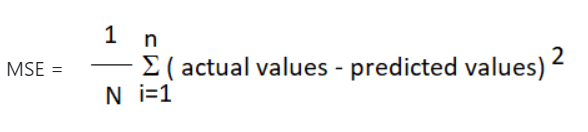 1 n
MSE = — Σ ( actual values - predicted values) 2
N i=1